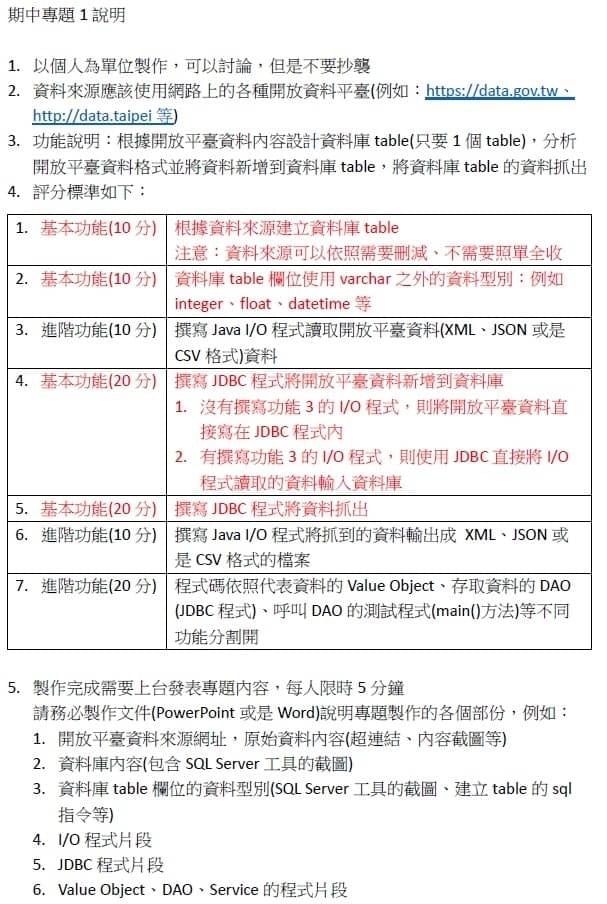 期中專題 1 說明
1. 以個人為單位製作，可以討論，但是不要抄襲
2. 資料來源應該使用網路上的各種開放資料平臺(例如：https://data.gov.tw、
http://data.taipei 等)
3. 功能說明：根據開放平臺資料內容設計資料庫 table(只要 1 個 table)，分析
開放平臺資料格式並將資料新增到資料庫 table，將資料庫 table 的資料抓出
4. 評分標準如下：
1. 基本功能(10 分) 根據資料來源建立資料庫 table
注意：資料來源可以依照需要刪減、不需要照單全收
2. 基本功能(10 分) 資料庫 table 欄位使用 varchar 之外的資料型別：例如
integer、float、datetime 等
3. 進階功能(10 分) 撰寫 Java I/O 程式讀取開放平臺資料(XML、JSON 或是
CSV 格式)資料
4. 基本功能(20 分) 撰寫 JDBC 程式將開放平臺資料新增到資料庫
1. 沒有撰寫功能 3 的 I/O 程式，則將開放平臺資料直
接寫在 JDBC 程式內
2. 有撰寫功能 3 的 I/O 程式，則使用 JDBC 直接將 I/O
程式讀取的資料輸入資料庫
5. 基本功能(20 分) 撰寫 JDBC 程式將資料抓出
6. 進階功能(10 分) 撰寫 Java I/O 程式將抓到的資料輸出成 XML、JSON 或
是 CSV 格式的檔案
7. 進階功能(20 分) 程式碼依照代表資料的 Value Object、存取資料的 DAO
(JDBC 程式)、呼叫 DAO 的測試程式(main()方法)等不同
功能分割開
5. 製作完成需要上台發表專題內容，每人限時 5 分鐘
請務必製作文件(PowerPoint 或是 Word)說明專題製作的各個部份，例如：
1. 開放平臺資料來源網址，原始資料內容(超連結、內容截圖等)
2. 資料庫內容(包含 SQL Server 工具的截圖)
3. 資料庫 table 欄位的資料型別(SQL Server 工具的截圖、建立 table 的 sql
指令等)
4. I/O 程式片段
5. JDBC 程式片段
6. Value Object、DAO、Service 的程式片段